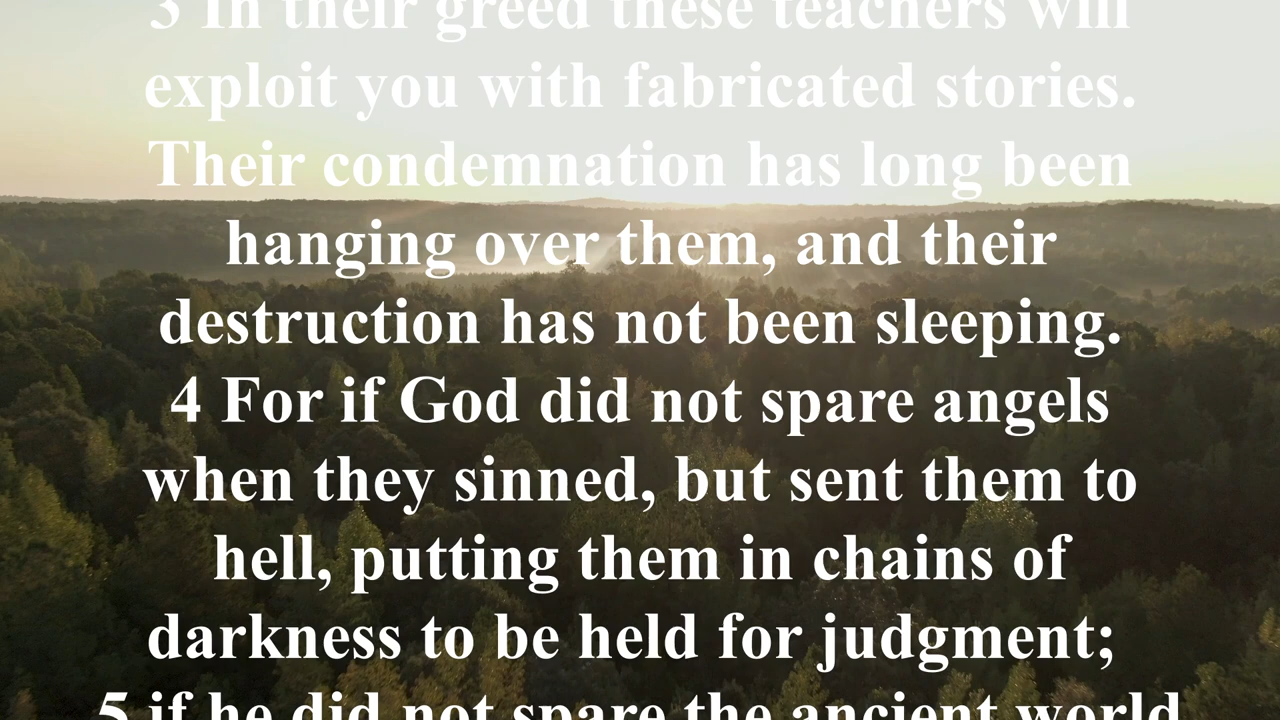 3 In their greed these teachers will
exploit you with fabricated stories.
Their condemnation has long been
hanging over them, and their
destruction has not been sleeping.
4 For if God did not spare angels
when they sinned, but sent them to
hell, putting them in chains of
darkness to be held for judgment;
5 if he did not spare the ancient world